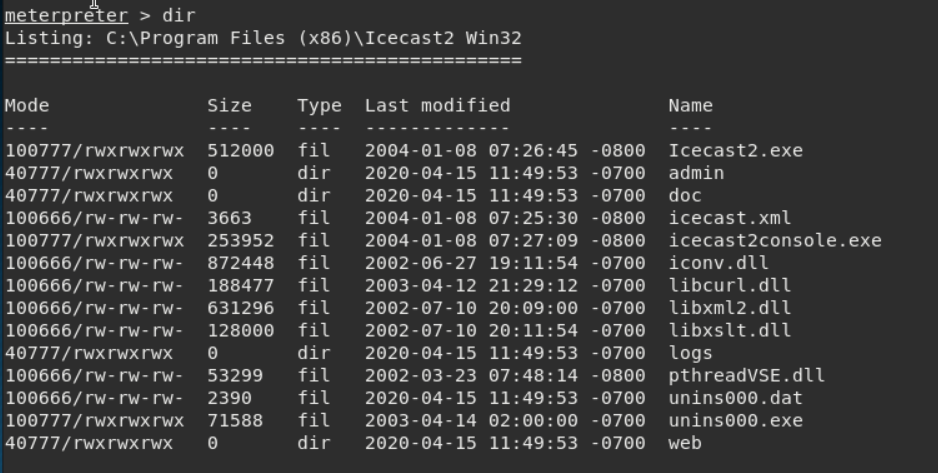 meterpreter > dir
Listing: C:\Program Files (x86)\Icecast2 Win32
==============================================
Mode              Size    Type  Last modified              Name
----              ----    ----  -------------              ----
100777/rwxrwxrwx  512000  fil   2004-01-08 07:26:45 -0800  Icecast2.exe
40777/rwxrwxrwx   0       dir   2020-04-15 11:49:53 -0700  admin
40777/rwxrwxrwx   0       dir   2020-04-15 11:49:53 -0700  doc
100666/rw-rw-rw-  3663    fil   2004-01-08 07:25:30 -0800  icecast.xml
100777/rwxrwxrwx  253952  fil   2004-01-08 07:27:09 -0800  icecast2console.exe
100666/rw-rw-rw-  872448  fil   2002-06-27 19:11:54 -0700  iconv.dll
100666/rw-rw-rw-  188477  fil   2003-04-12 21:29:12 -0700  libcurl.dll
100666/rw-rw-rw-  631296  fil   2002-07-10 20:09:00 -0700  libxml2.dll
100666/rw-rw-rw-  128000  fil   2002-07-10 20:11:54 -0700  libxslt.dll
40777/rwxrwxrwx   0       dir   2020-04-15 11:49:53 -0700  logs
100666/rw-rw-rw-  53299   fil   2002-03-23 07:48:14 -0800  pthreadVSE.dll
100666/rw-rw-rw-  2390    fil   2020-04-15 11:49:53 -0700  unins000.dat
100777/rwxrwxrwx  71588   fil   2003-04-14 02:00:00 -0700  unins000.exe
40777/rwxrwxrwx   0       dir   2020-04-15 11:49:53 -0700  web